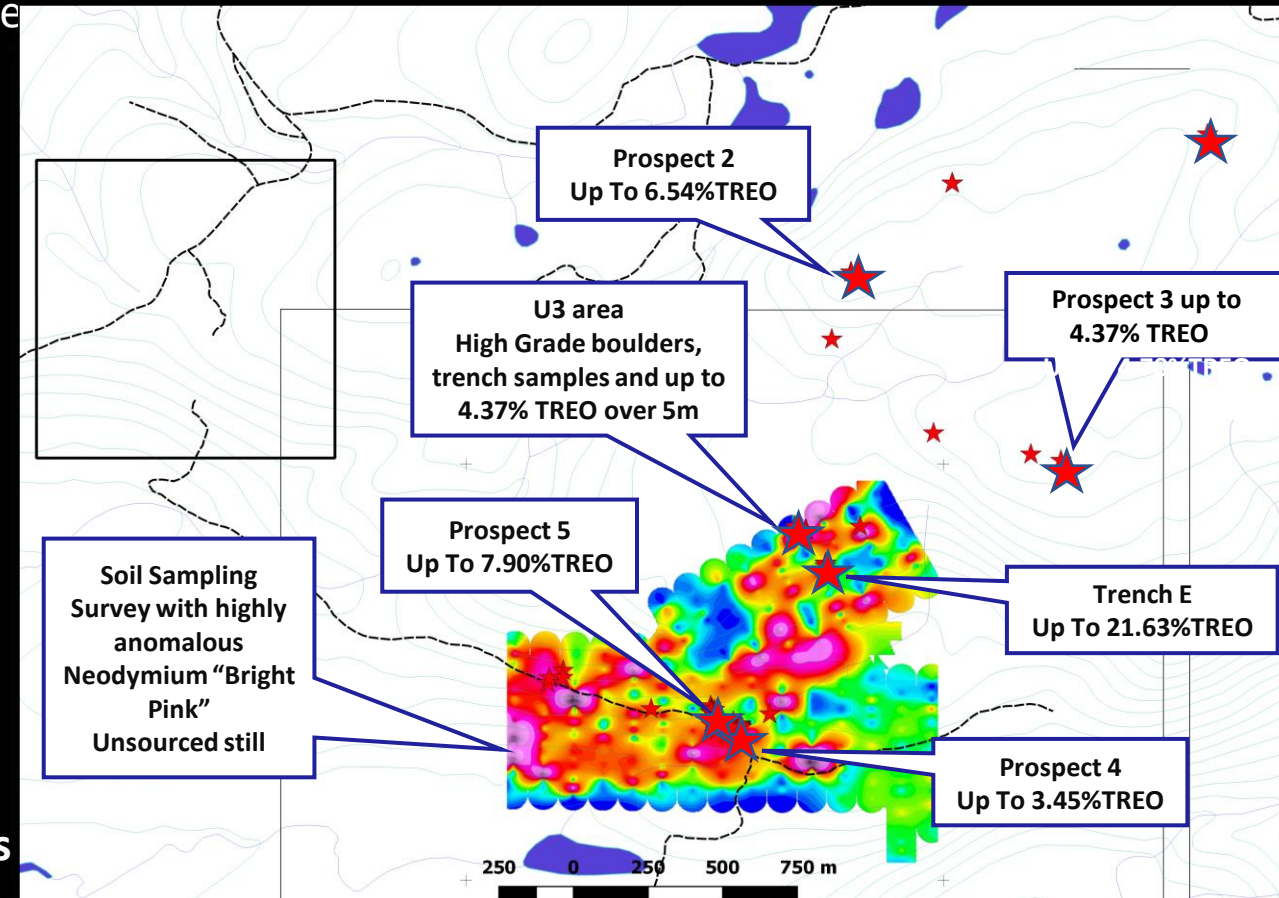 Prospect 2
Up To 6.54%TREO
U3 area
High Grade boulders,
trench samples and up to
4.37% TREO over 5m
Prospect 3 up to
4.37% TREO
Prospect 5
Up To 7.90%TREO
Soil Sampling
Survey with highly
anomalous
Neodymium “Bright
Pink”
Unsourced still
Trench E
Up To 21.63%TREO
Prospect 4
Up To 3.45%TREO
250 0 250 500 750 m